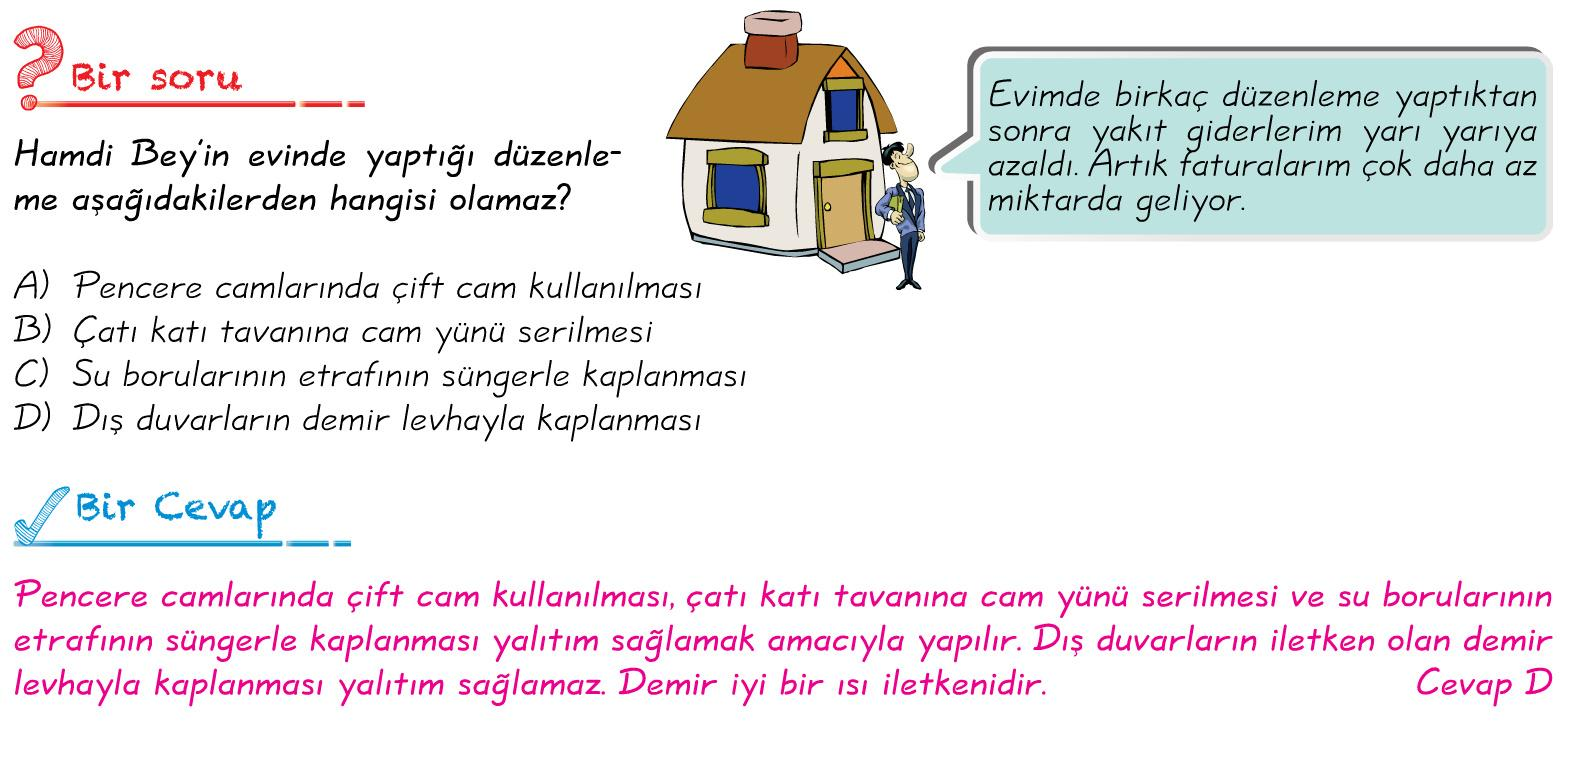 Bir soru
Hamdi Bey'in evinde yaptığı düzenle-
me aşağıdakilerden hangisi olamaz?
Evimde birkaç düzenleme yaptıktan
sonra yakıt giderlerim yarı yarıya
azaldı. Artık faturalarım çok daha az
miktarda geliyor.
A) Pencere camlarında çift cam kullanılması
B) Çatı katı tavanına cam yünü serilmesi
C) Su borularının etrafının süngerle kaplanması
D) Dış duvarların demir levhayla kaplanması
Bir Cevap
Pencere camlarında çift cam kullanılması, çatı katı tavanına cam yünü serilmesi ve su borularının
etrafının süngerle kaplanması yalıtım sağlamak amacıyla yapılır. Dış duvarların iletken olan demir
levhayla kaplanması yalıtım sağlamaz. Demir iyi bir ısı iletkenidir. Cevap D